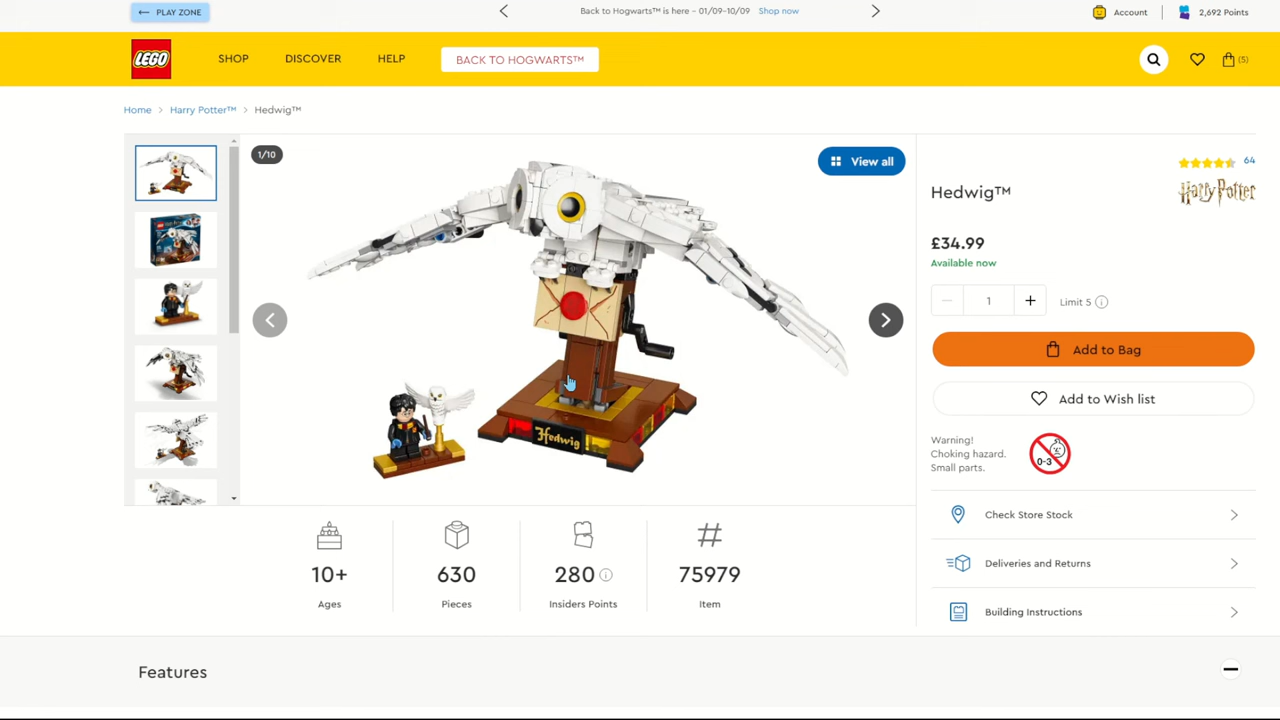 ← PLAY ZONE
Back to Hogwarts™ is here - 01/09-10/09 Shop now
Account
2,692 Points
LEGO
SHOP
DISCOVER
HELP
BACK TO HOGWARTS™
(5)
Home > Harry Potter™ > Hedwig™
1/10
View all
Hedwig
64
Harry Potter
Hedwig™
£34.99
Available now
1
Limit 5
Add to Bag
Add to Wish list
Warning!
Choking hazard.
Small parts.
0-3
Check Store Stock
Deliveries and Returns
Building Instructions
10+
Ages
630
Pieces
280
Insiders Points
#
75979
Item
Features